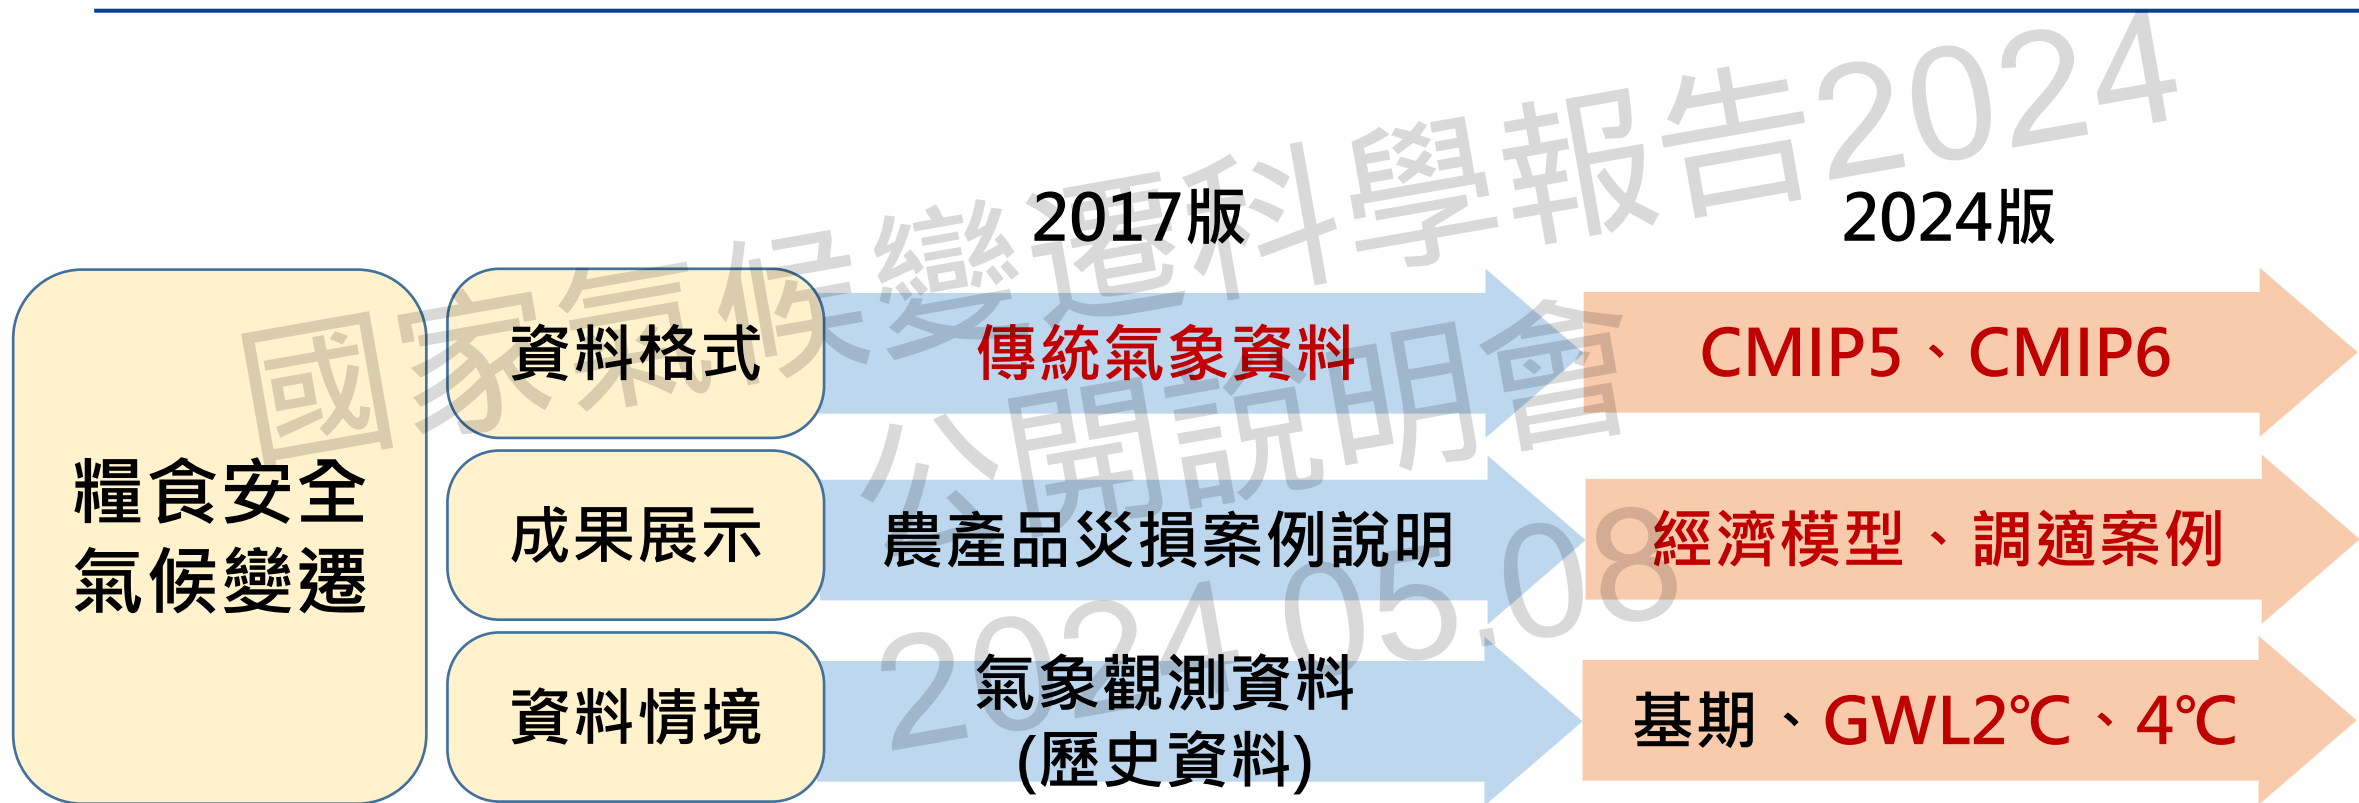 國家氣候變遷科學報告2024
公開說明會
2024.05.08
2017版
2024版
糧食安全
氣候變遷
資料格式
傳統氣象資料
CMIP5、CMIP6
成果展示
農產品災損案例說明
經濟模型、調適案例
資料情境
氣象觀測資料
(歷史資料)
基期、GWL2℃、4℃